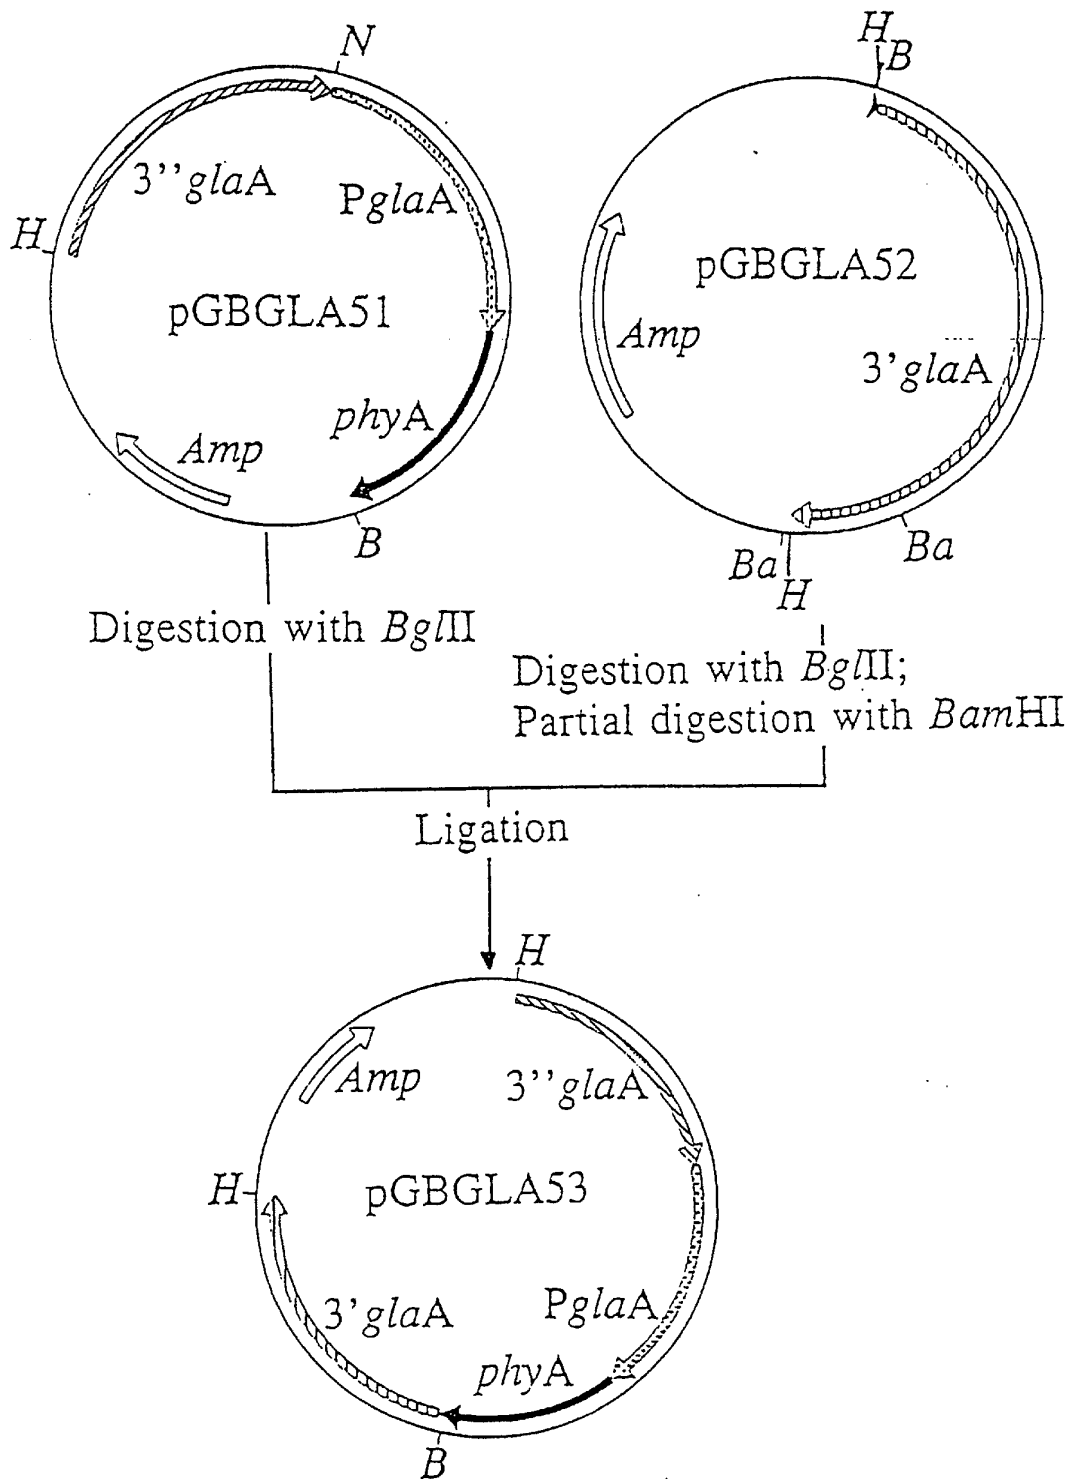 N
3’’glaA
PglaA
H
pGBGLA51
phyA
Amp
B
H
B
pGBGLA52
Amp
3’glaA
Ba
Ba
H
Digestion with BglII
Digestion with BglII;
Partial digestion with BamHI
Ligation
H
Amp
3’’glaA
H
pGBGLA53
3’glaA
PglaA
phyA
B